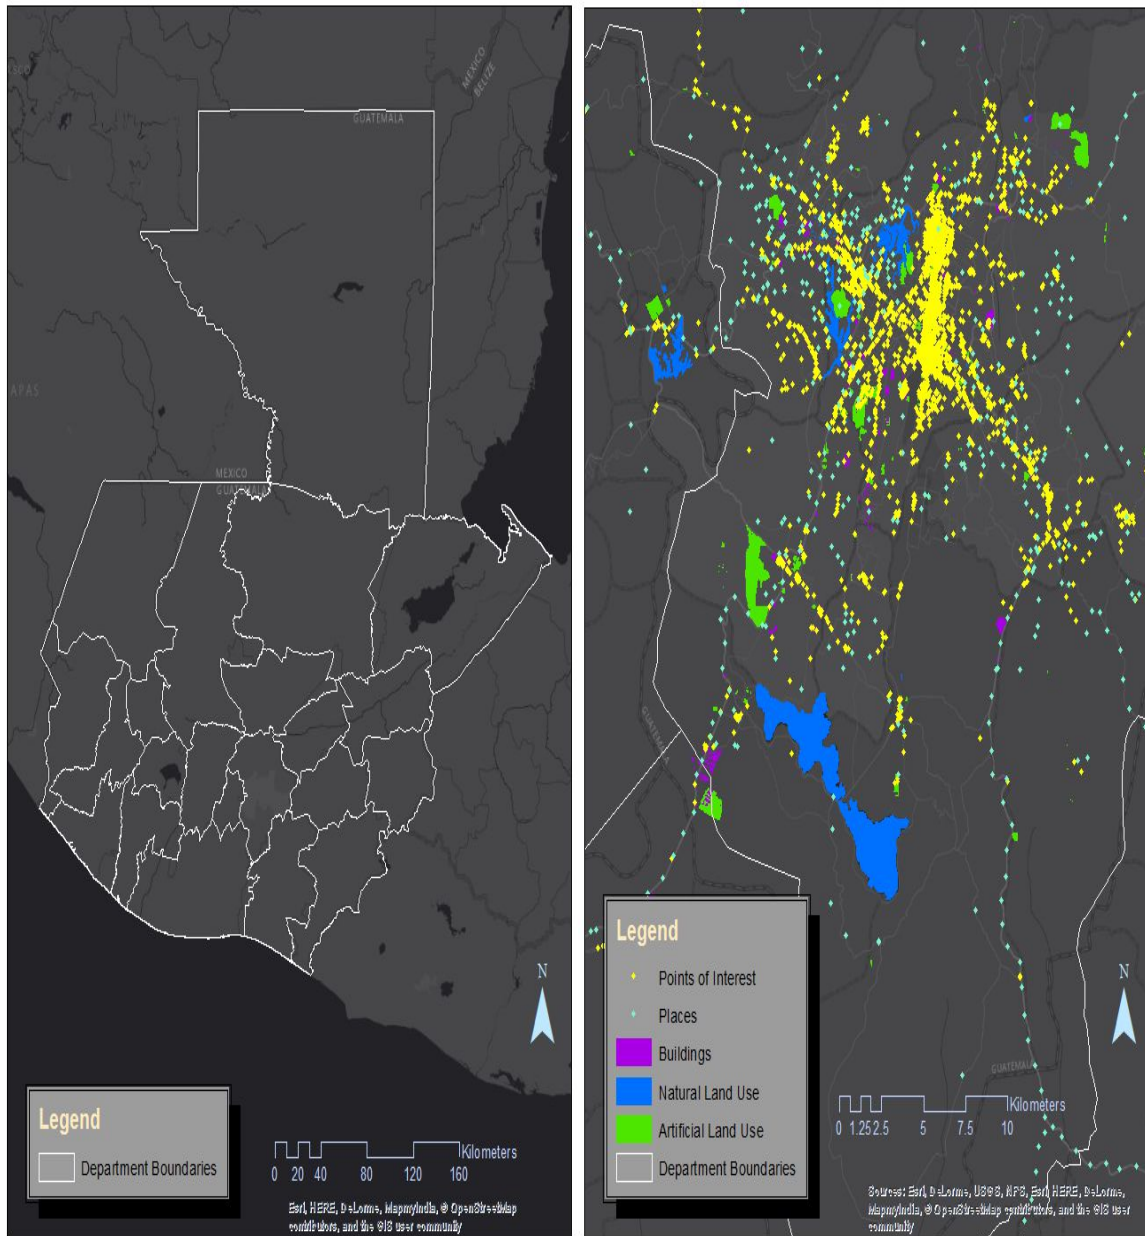 MEXICO
BELIZE
GUATEMALA
APAS
MEXICO
GUATEMALA
N
Legend
Department Boundaries
Kilometers
0 20 40 80 120 160
Esri, HERE, DeLorme, MapmyIndia, © OpenStreetMap
contributors, and the GIS user community
GUATEMALA
Legend
Points of Interest
Places
Buildings
Natural Land Use
Artificial Land Use
Department Boundaries
N
GUATEMALA
Kilometers
0 1.25 2.5 5 7.5 10
Sources: Esri, DeLorme, USGS, NPS, Esri, HERE, DeLorme,
MapmyIndia, © OpenStreetMap contributors, and the GIS user
community